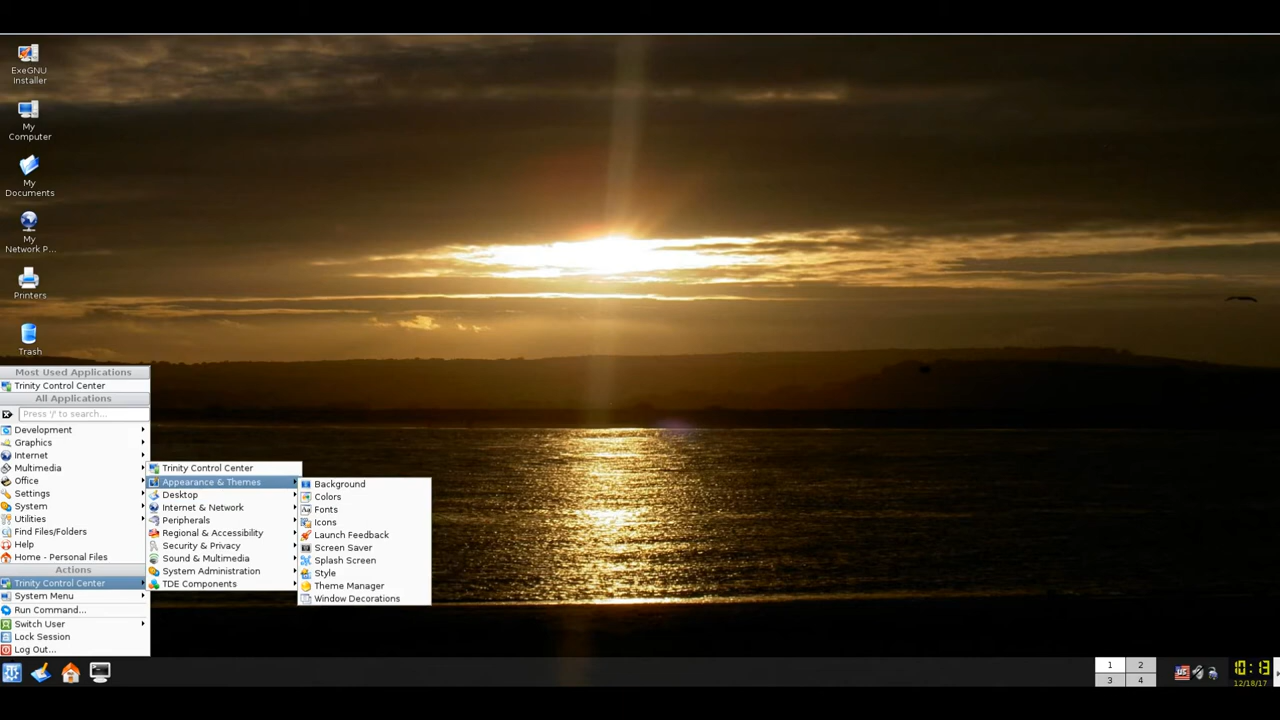 ExeGNU
Installer
My
Computer
My
Documents
My
Network P...
Printers
Trash
Most Used Applications
Trinity Control Center
All Applications
Press '/' to search...
Development
Graphics
Internet
Multimedia
Office
Settings
System
Utilities
Find Files/Folders
Help
Home - Personal Files
Actions
Trinity Control Center
System Menu
Run Command...
Switch User
Lock Session
Log Out...
Trinity Control Center
Appearance & Themes
Desktop
Internet & Network
Peripherals
Regional & Accessibility
Security & Privacy
Sound & Multimedia
System Administration
TDE Components
Background
Colors
Fonts
Icons
Launch Feedback
Screen Saver
Splash Screen
Style
Theme Manager
Window Decorations
1 2
3 4
US
10:13
12/18/17